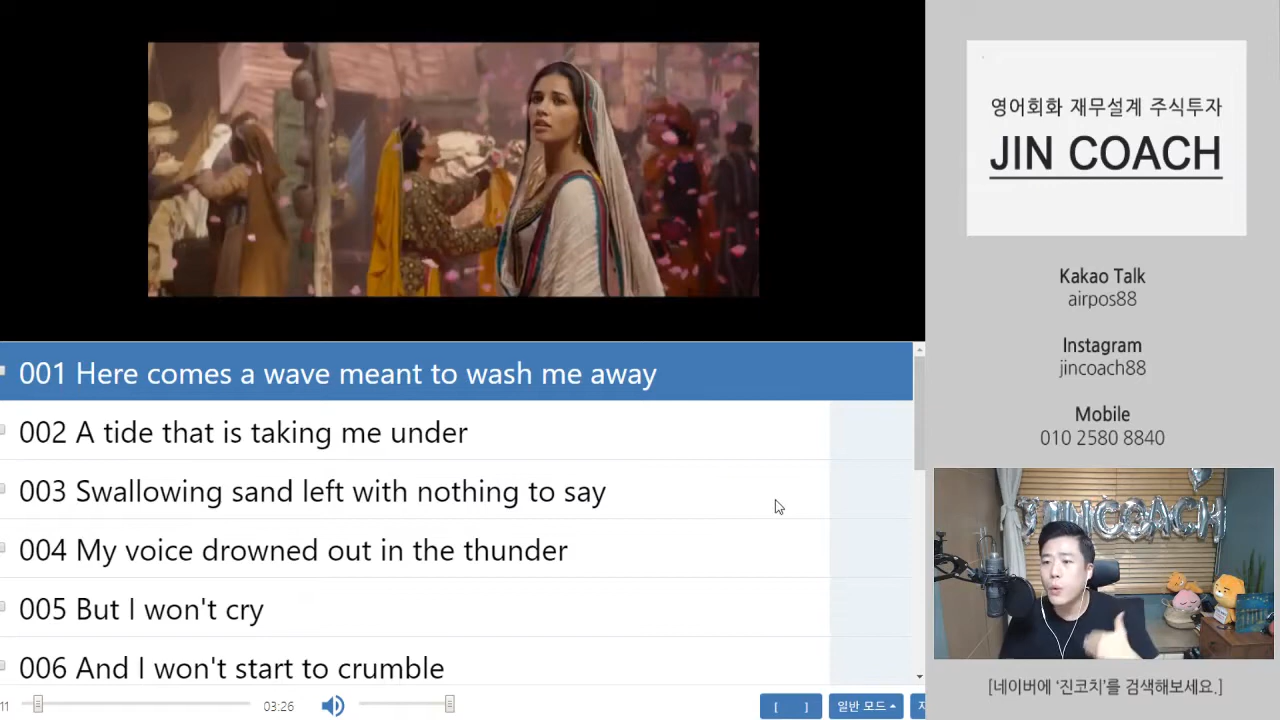 영어회화 재무설계 주식투자
JIN COACH
Kakao Talk
airpos88
Instagram
jincoach88
Mobile
010 2580 8840
001 Here comes a wave meant to wash me away
002 A tide that is taking me under
003 Swallowing sand left with nothing to say
004 My voice drowned out in the thunder
005 But I won't cry
006 And I won't start to crumble
JINCOACH
11
03:26
[ ]
일반 모드
[네이버에 '진코치'를 검색해보세요.]